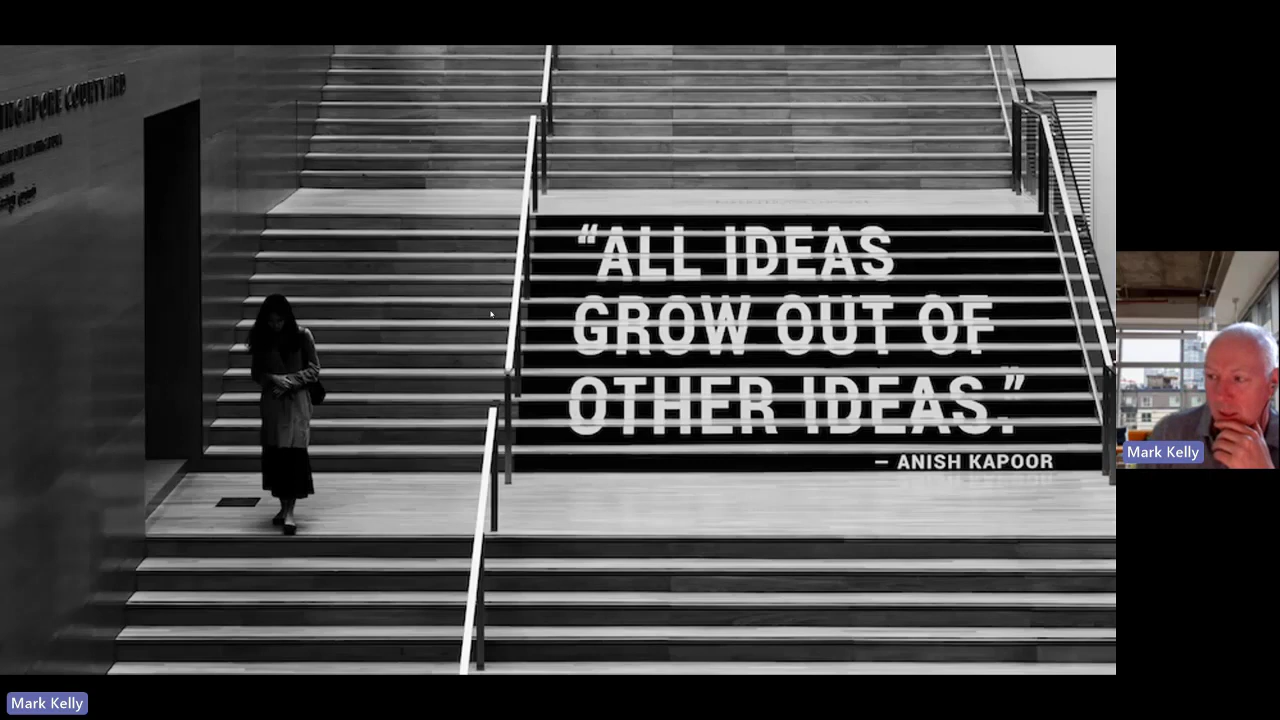 SINGAPORE COURTYARD
“ALL IDEAS
GROW OUT OF
OTHER IDEAS.”
— ANISH KAPOOR
Mark Kelly
Mark Kelly